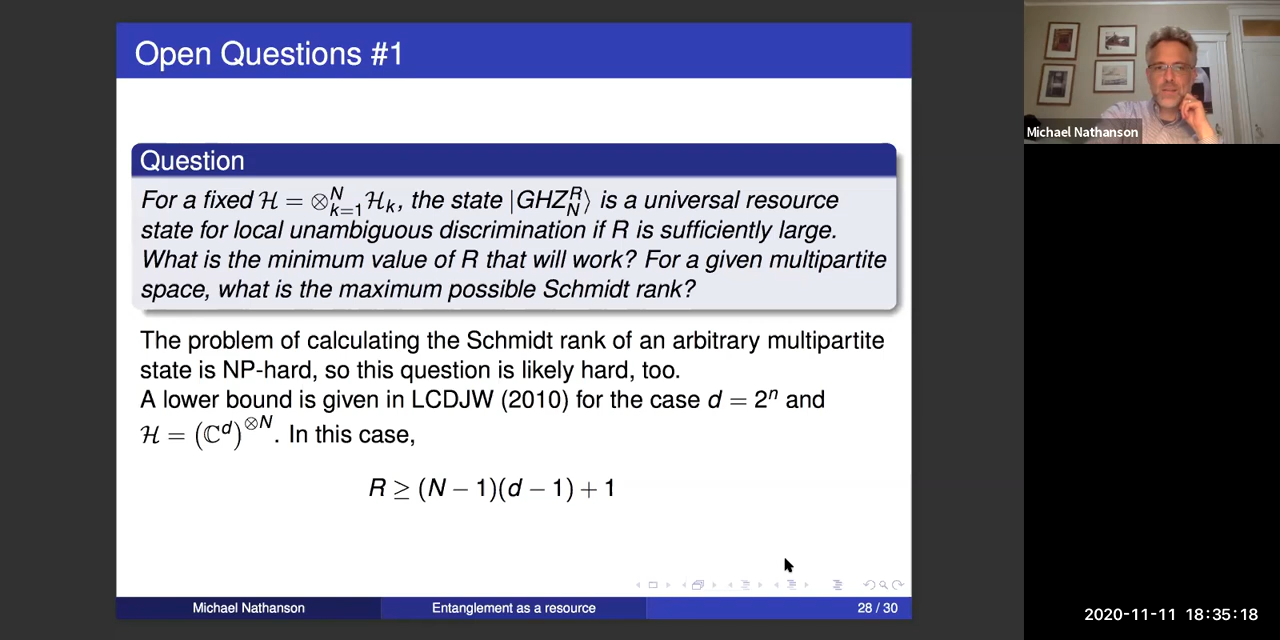 Open Questions #1
Question
For a fixed ℋ = ⊗ᴺₖ₌₁ ℋₖ, the state |GHZᴿ_N⟩ is a universal resource
state for local unambiguous discrimination if R is sufficiently large.
What is the minimum value of R that will work? For a given multipartite
space, what is the maximum possible Schmidt rank?
The problem of calculating the Schmidt rank of an arbitrary multipartite
state is NP-hard, so this question is likely hard, too.
A lower bound is given in LCDJW (2010) for the case d = 2ⁿ and
ℋ = (ℂᵈ)^⊗N. In this case,
R ≥ (N − 1)(d − 1) + 1
Michael Nathanson Entanglement as a resource 28 / 30
Michael Nathanson
2020-11-11 18:35:18